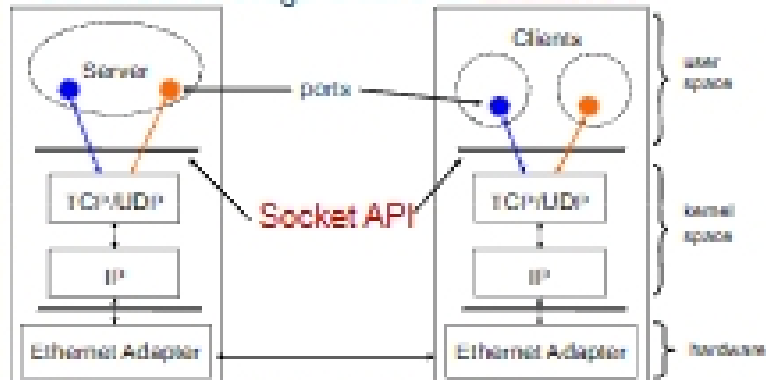 Server
Clients
ports
user
space
Socket API
TCP/UDP
TCP/UDP
kernel
space
IP
IP
Ethernet Adapter
Ethernet Adapter
hardware